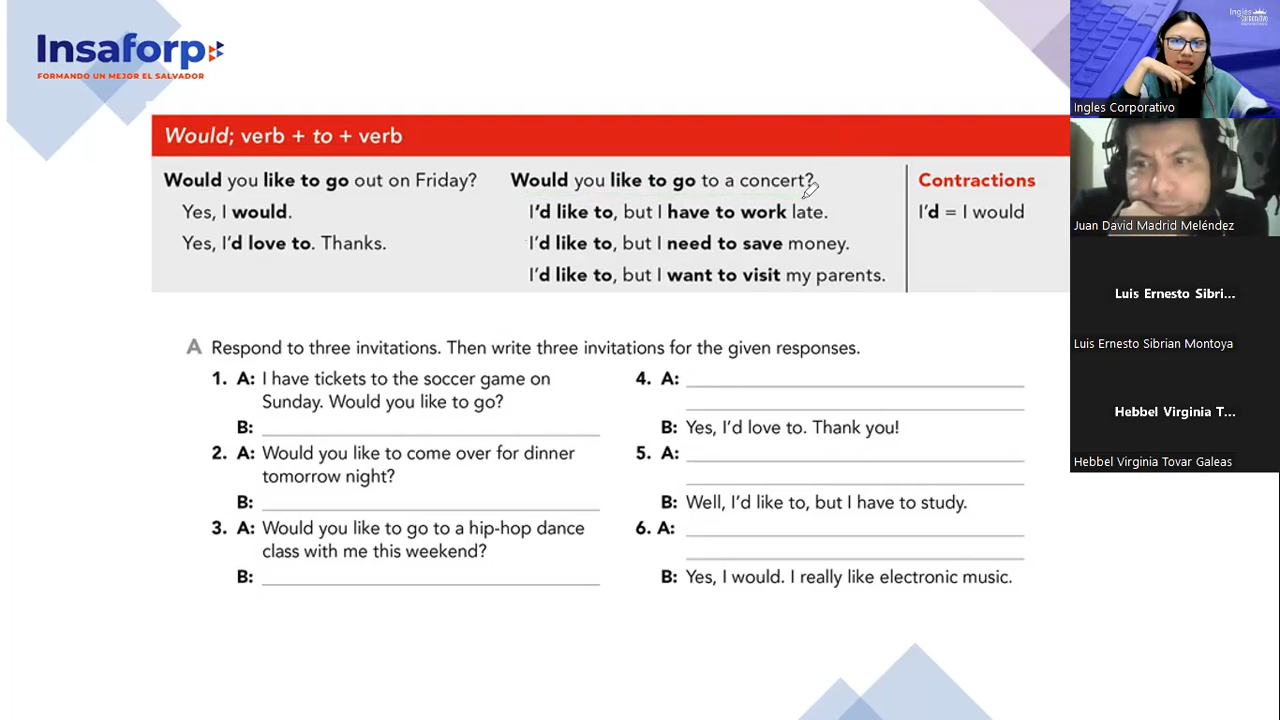 Insaforp
FORMANDO UN MEJOR EL SALVADOR
Would; verb + to + verb
Would you like to go out on Friday?
Yes, I would.
Yes, I'd love to. Thanks.
Would you like to go to a concert?
I'd like to, but I have to work late.
I'd like to, but I need to save money.
I'd like to, but I want to visit my parents.
Contractions
I'd = I would
A Respond to three invitations. Then write three invitations for the given responses.
1. A: I have tickets to the soccer game on
Sunday. Would you like to go?
B:
2. A: Would you like to come over for dinner
tomorrow night?
B:
3. A: Would you like to go to a hip-hop dance
class with me this weekend?
B:
4. A:
B: Yes, I'd love to. Thank you!
5. A:
B: Well, I'd like to, but I have to study.
6. A:
B: Yes, I would. I really like electronic music.
Ingles
Corporativo
Ingles Corporativo
Juan David Madrid Meléndez
Luis Ernesto Sibri...
Luis Ernesto Sibrian Montoya
Hebbel Virginia T...
Hebbel Virginia Tovar Galeas